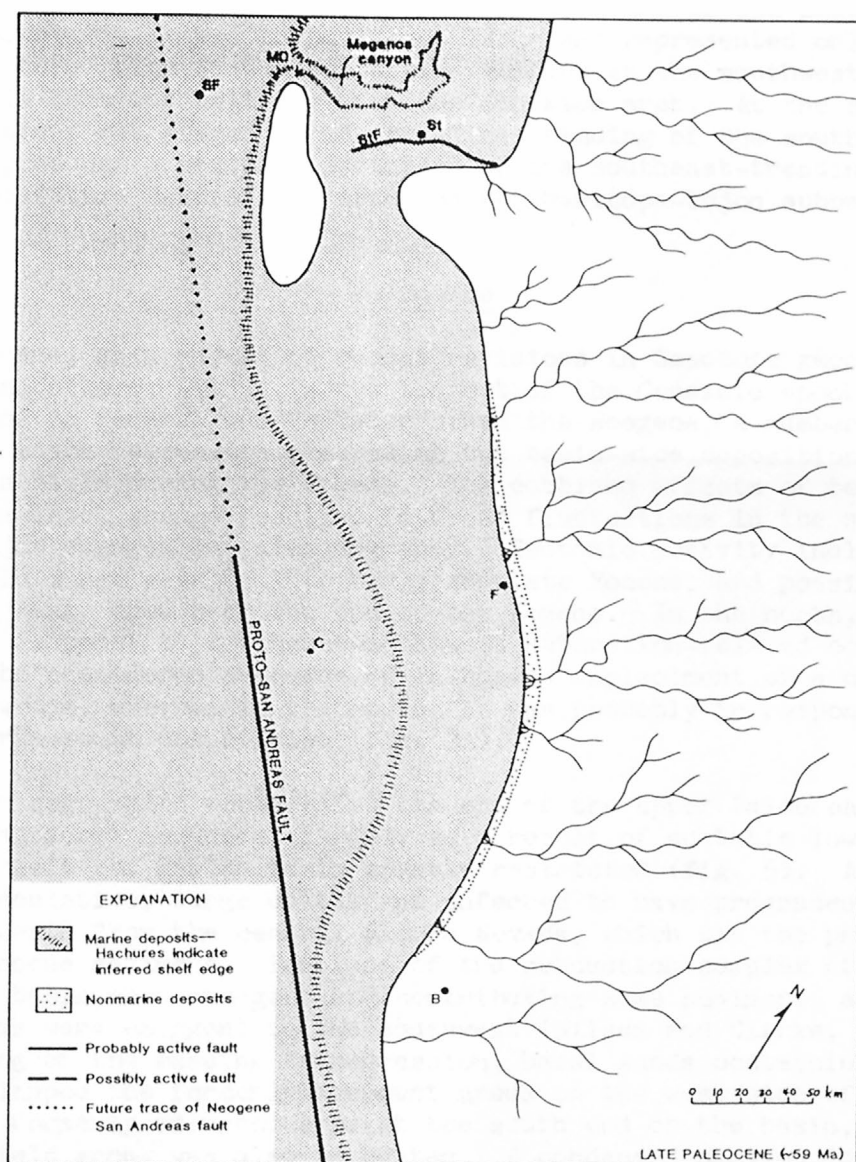 Meganos
canyon
MD
SF
St
StF
?
F
C
PROTO-SAN ANDREAS FAULT
B
EXPLANATION
Marine deposits––
Hachures indicate
inferred shelf edge
Nonmarine deposits
Probably active fault
Possibly active fault
Future trace of Neogene
San Andreas fault
N
0 10 20 30 40 50 km
LATE PALEOCENE (~59 Ma)